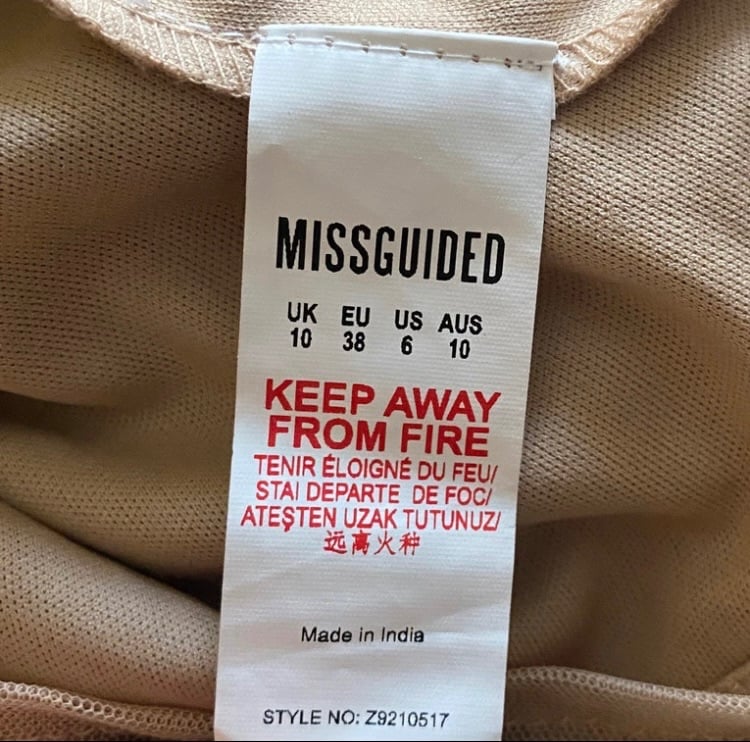 MISSGUIDED
UK EU US AUS
10 38 6 10
KEEP AWAY
FROM FIRE
TENIR ÉLOIGNÉ DU FEU/
STAI DEPARTE DE FOC/
ATEŞTEN UZAK TUTUNUZ/
远离火种
Made in India
STYLE NO: Z9210517